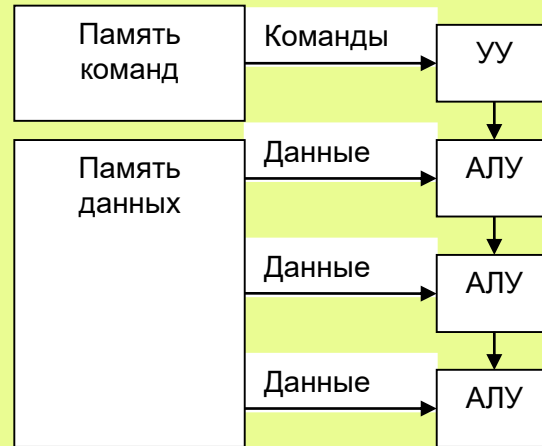 Память
команд
Команды
УУ
Память
данных
Данные
АЛУ
Данные
АЛУ
Данные
АЛУ